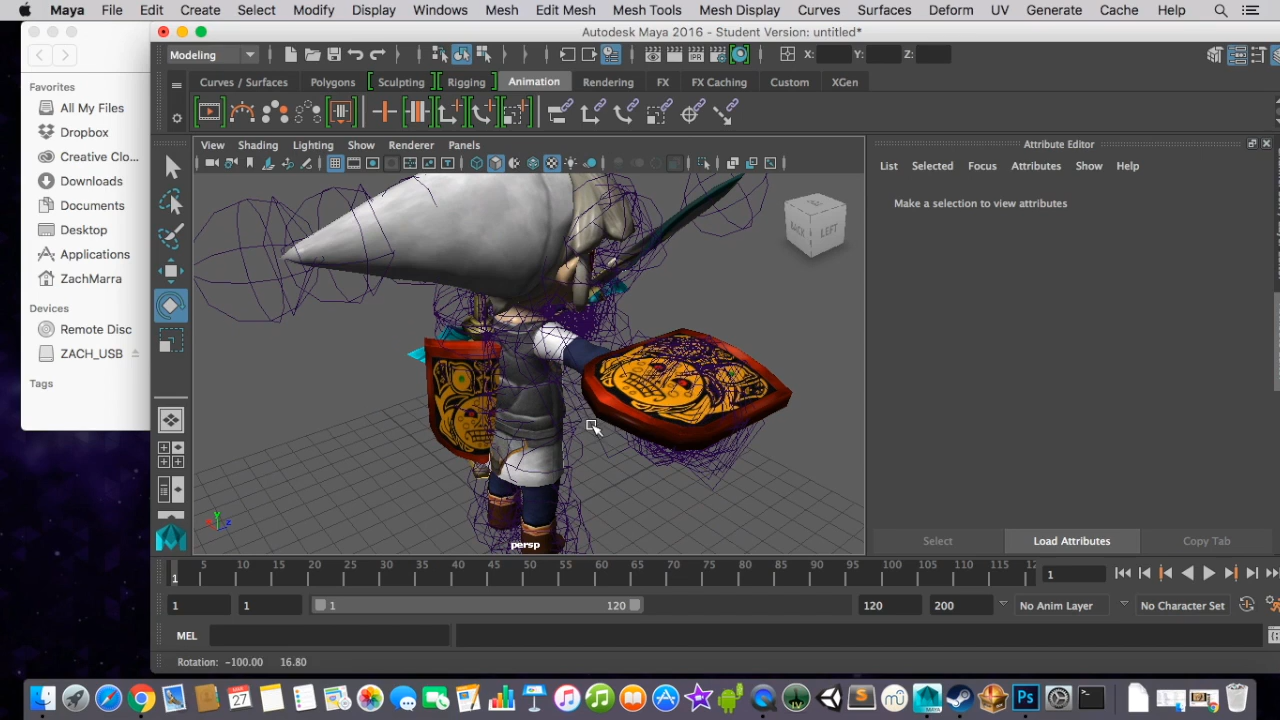 Maya File Edit Create Select Modify Display Windows Mesh Edit Mesh Mesh Tools Mesh Display Curves Surfaces Deform UV Generate Cache Help
Autodesk Maya 2016 - Student Version: untitled*
Modeling X: Y: Z:
Favorites
All My Files
Dropbox
Creative Clo...
Downloads
Documents
Desktop
Applications
ZachMarra
Devices
Remote Disc
ZACH_USB
Tags
Curves / Surfaces Polygons Sculpting Rigging Animation Rendering FX FX Caching Custom XGen
View Shading Lighting Show Renderer Panels
BACK LEFT
persp
Attribute Editor
List Selected Focus Attributes Show Help
Make a selection to view attributes
Select Load Attributes Copy Tab
1 5 10 15 20 25 30 35 40 45 50 55 60 65 70 75 80 85 90 95 100 105 110 115 12
1
1 1 1 120 120 200 No Anim Layer No Character Set
MEL
Rotation: -100.00 16.80
27